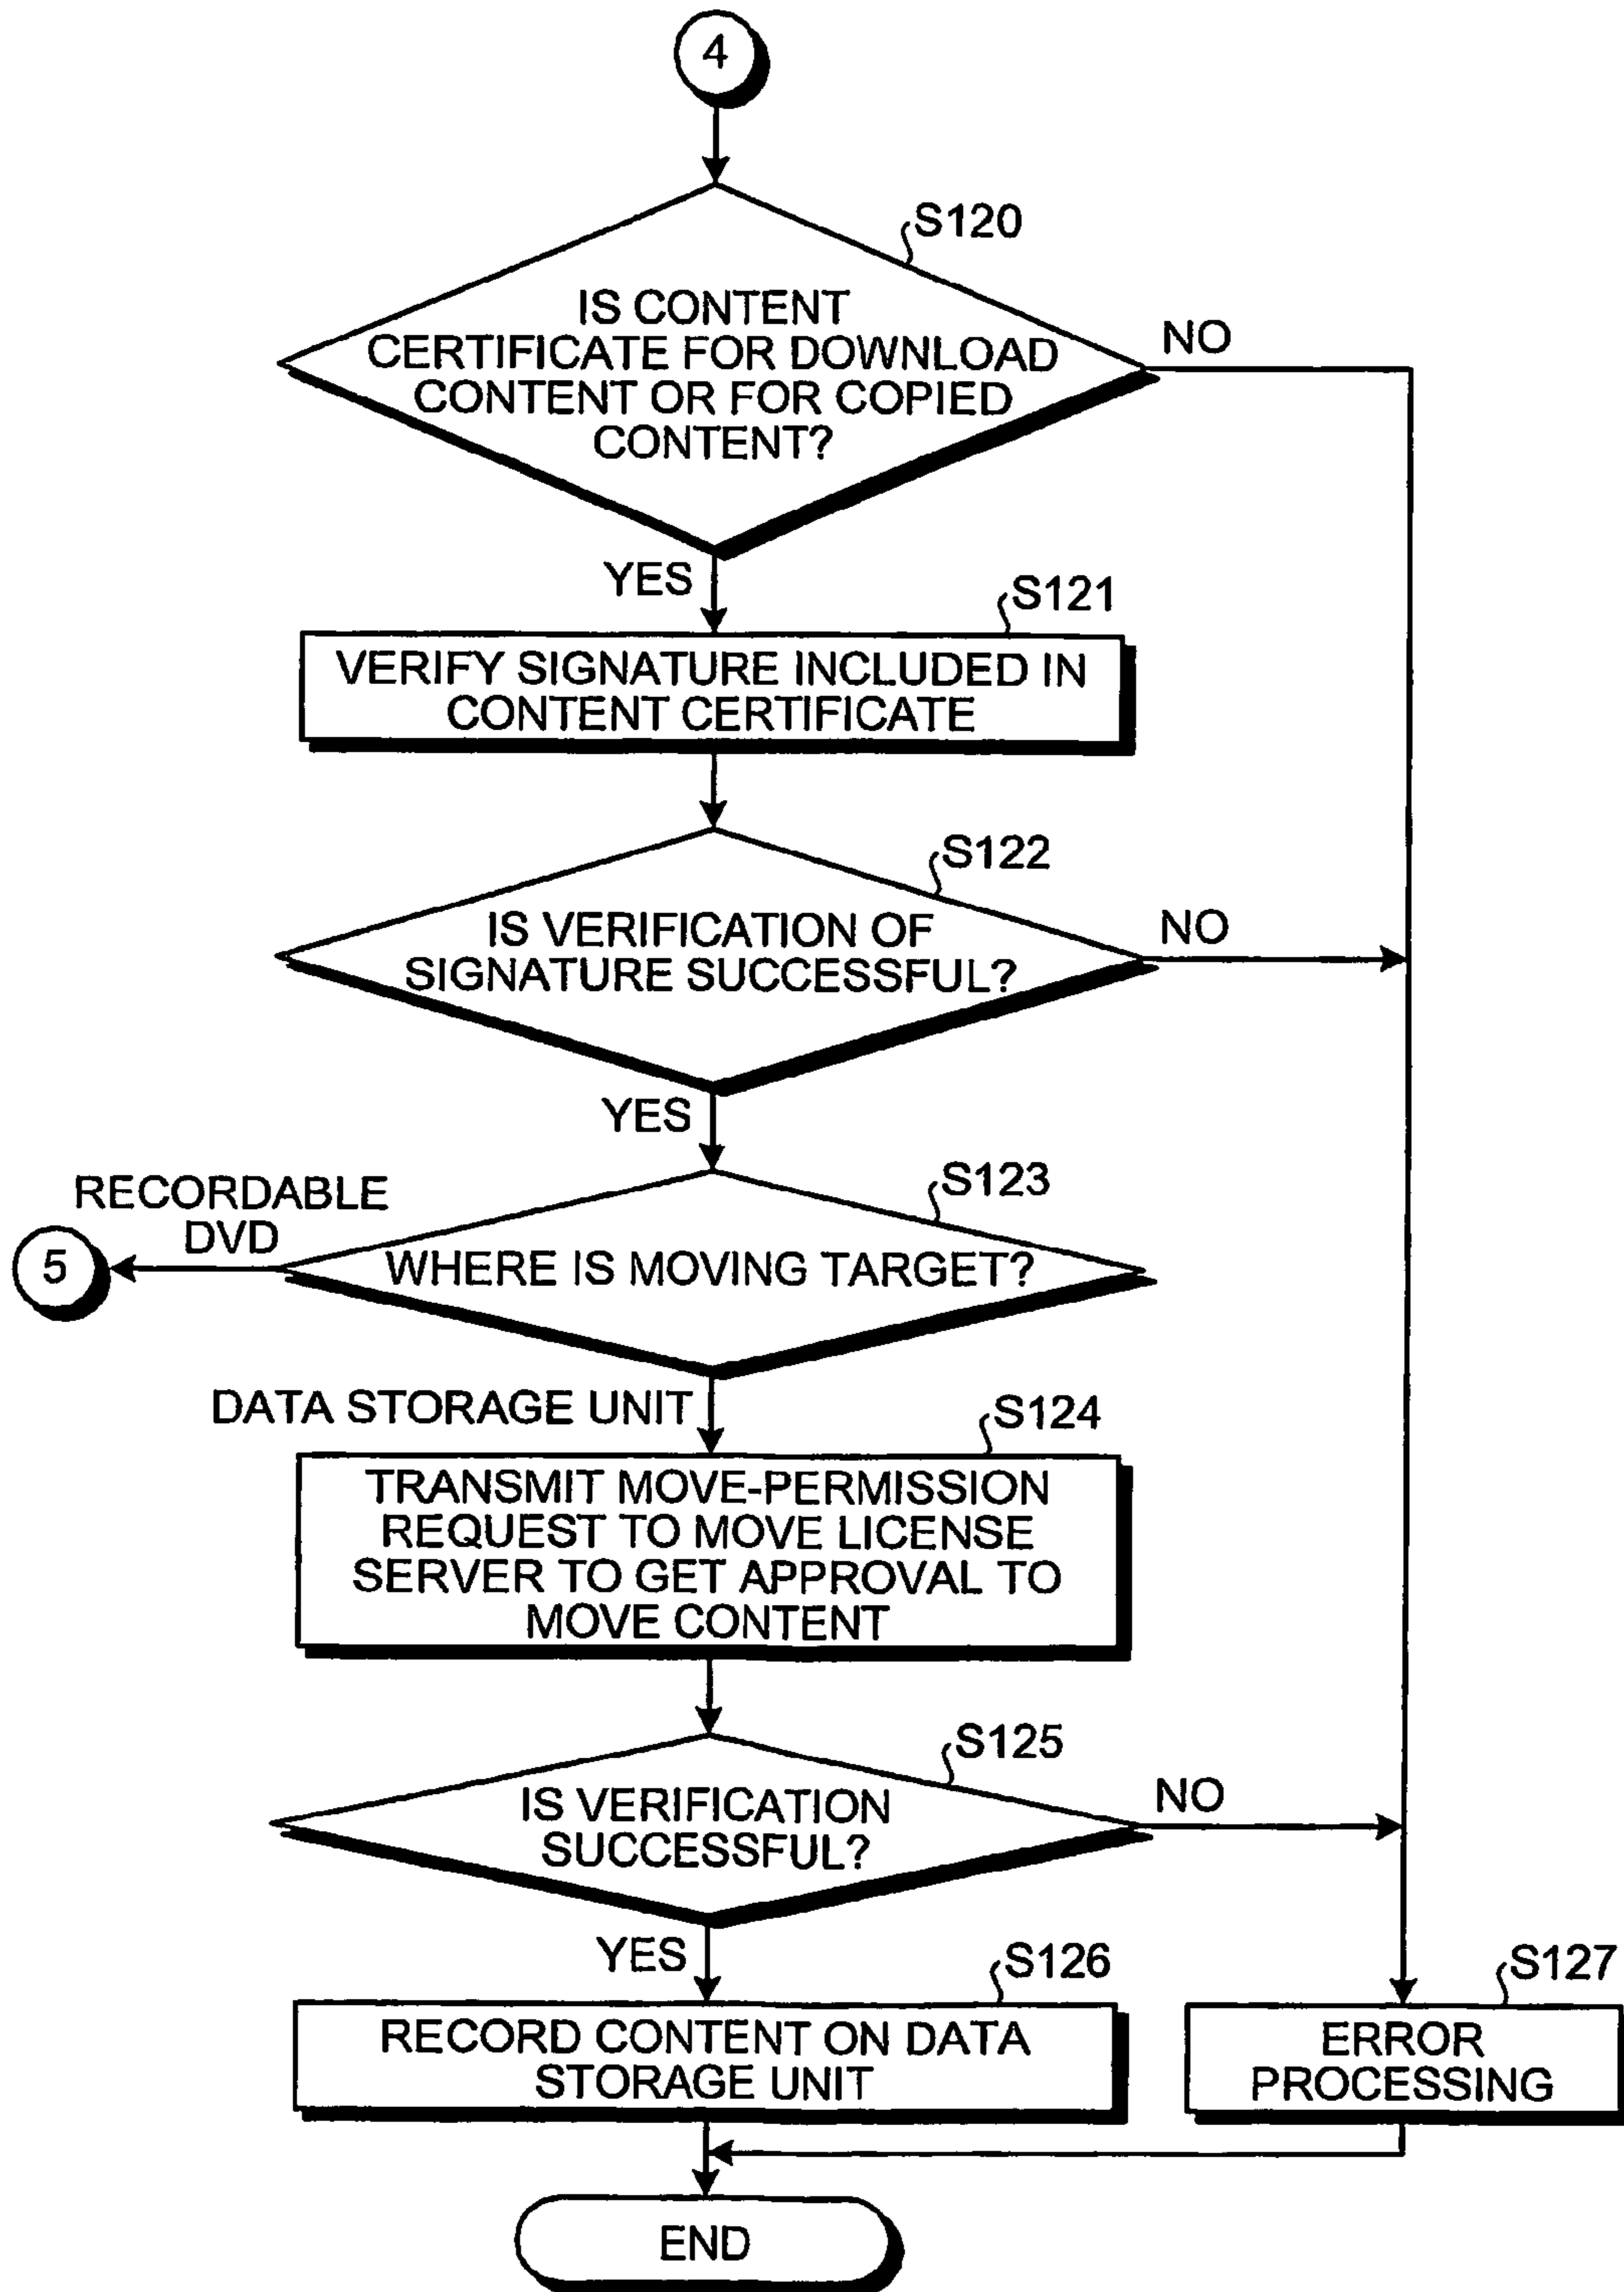 4
S120
IS CONTENT
CERTIFICATE FOR DOWNLOAD
CONTENT OR FOR COPIED
CONTENT?
NO
YES
S121
VERIFY SIGNATURE INCLUDED IN
CONTENT CERTIFICATE
S122
IS VERIFICATION OF
SIGNATURE SUCCESSFUL?
NO
YES
S123
RECORDABLE
DVD
5
WHERE IS MOVING TARGET?
DATA STORAGE UNIT
S124
TRANSMIT MOVE-PERMISSION
REQUEST TO MOVE LICENSE
SERVER TO GET APPROVAL TO
MOVE CONTENT
S125
IS VERIFICATION
SUCCESSFUL?
NO
YES
S126
RECORD CONTENT ON DATA
STORAGE UNIT
S127
ERROR
PROCESSING
END